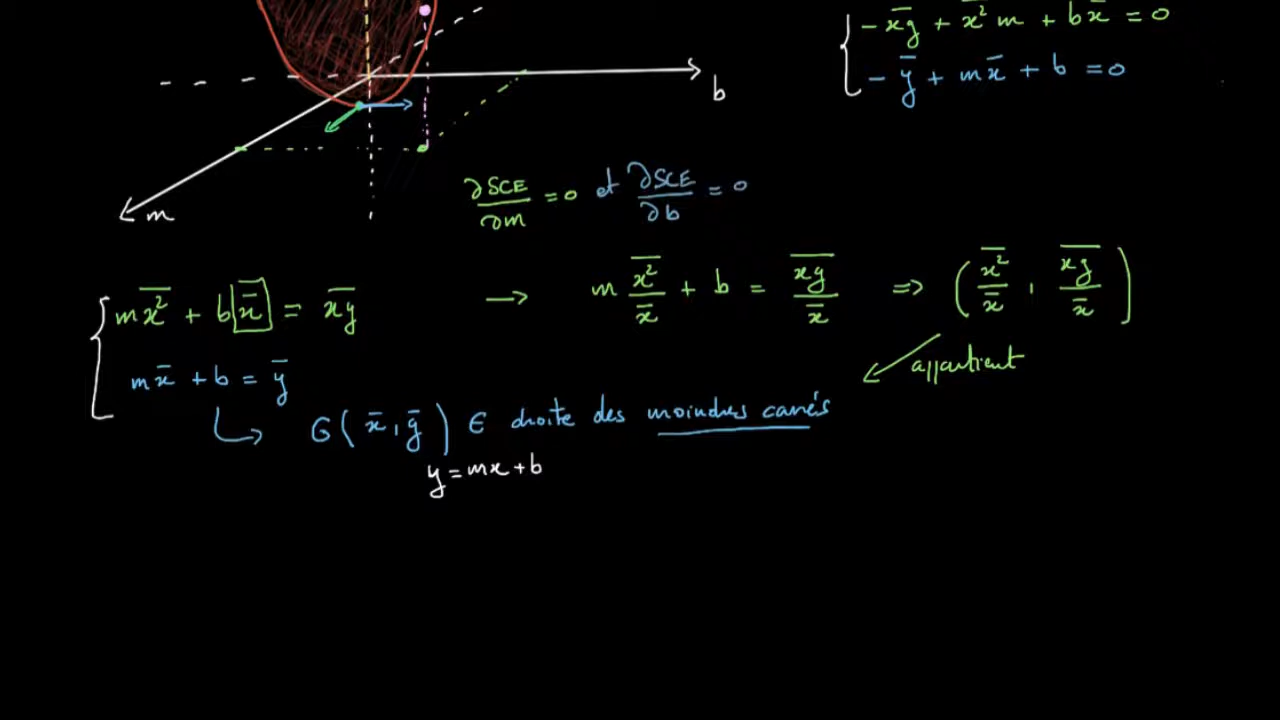 -x̅y̅ + x̅²m + bx̅ = 0
-y̅ + mx̅ + b = 0
b
m
∂SCE/∂m = 0 et ∂SCE/∂b = 0
mx̅² + bx̅ = x̅y̅ → m x̅²/x̅ + b = x̅y̅/x̅ => (x̅²/x̅, x̅y̅/x̅)
appartient
mx̅ + b = y̅
G(x̅, y̅) ∈ droite des moindres carrés
y = mx + b